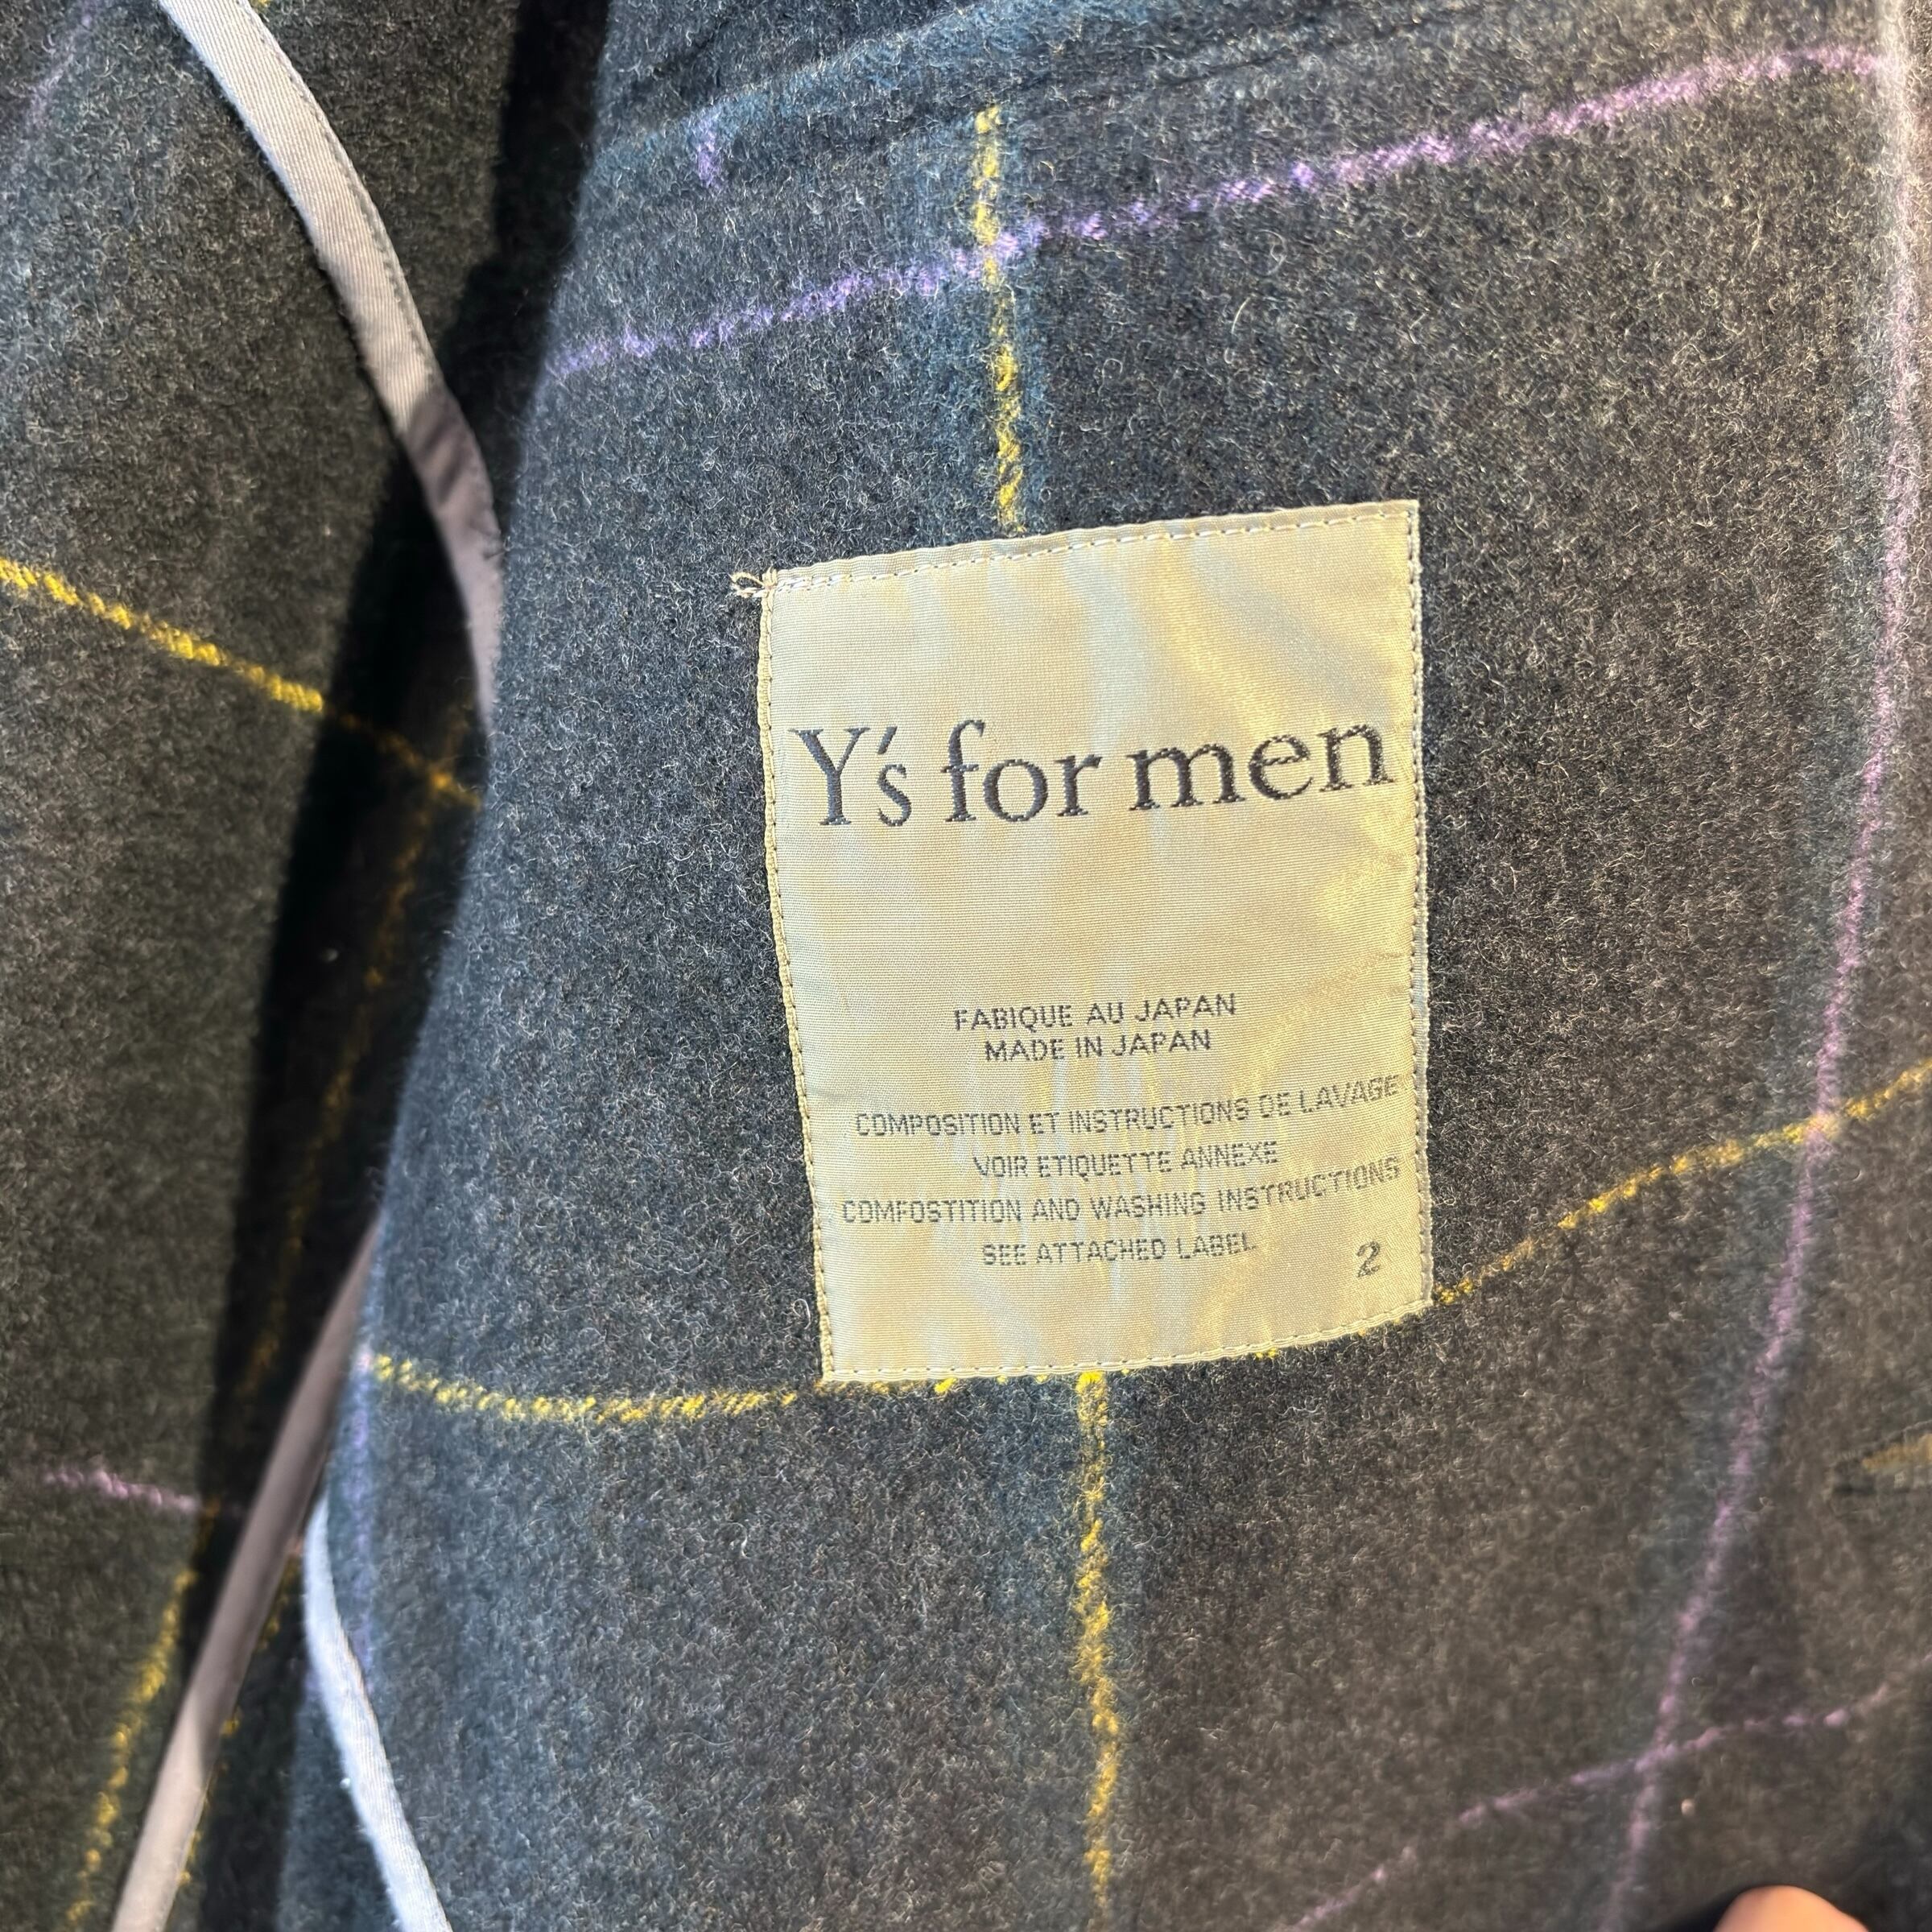 Y's for men
FABIQUE AU JAPAN
MADE IN JAPAN
COMPOSITION ET INSTRUCTIONS DE LAVAGE
VOIR ETIQUETTE ANNEXE
COMFOSTITION AND WASHING INSTRUCTIONS
SEE ATTACHED LABEL
2